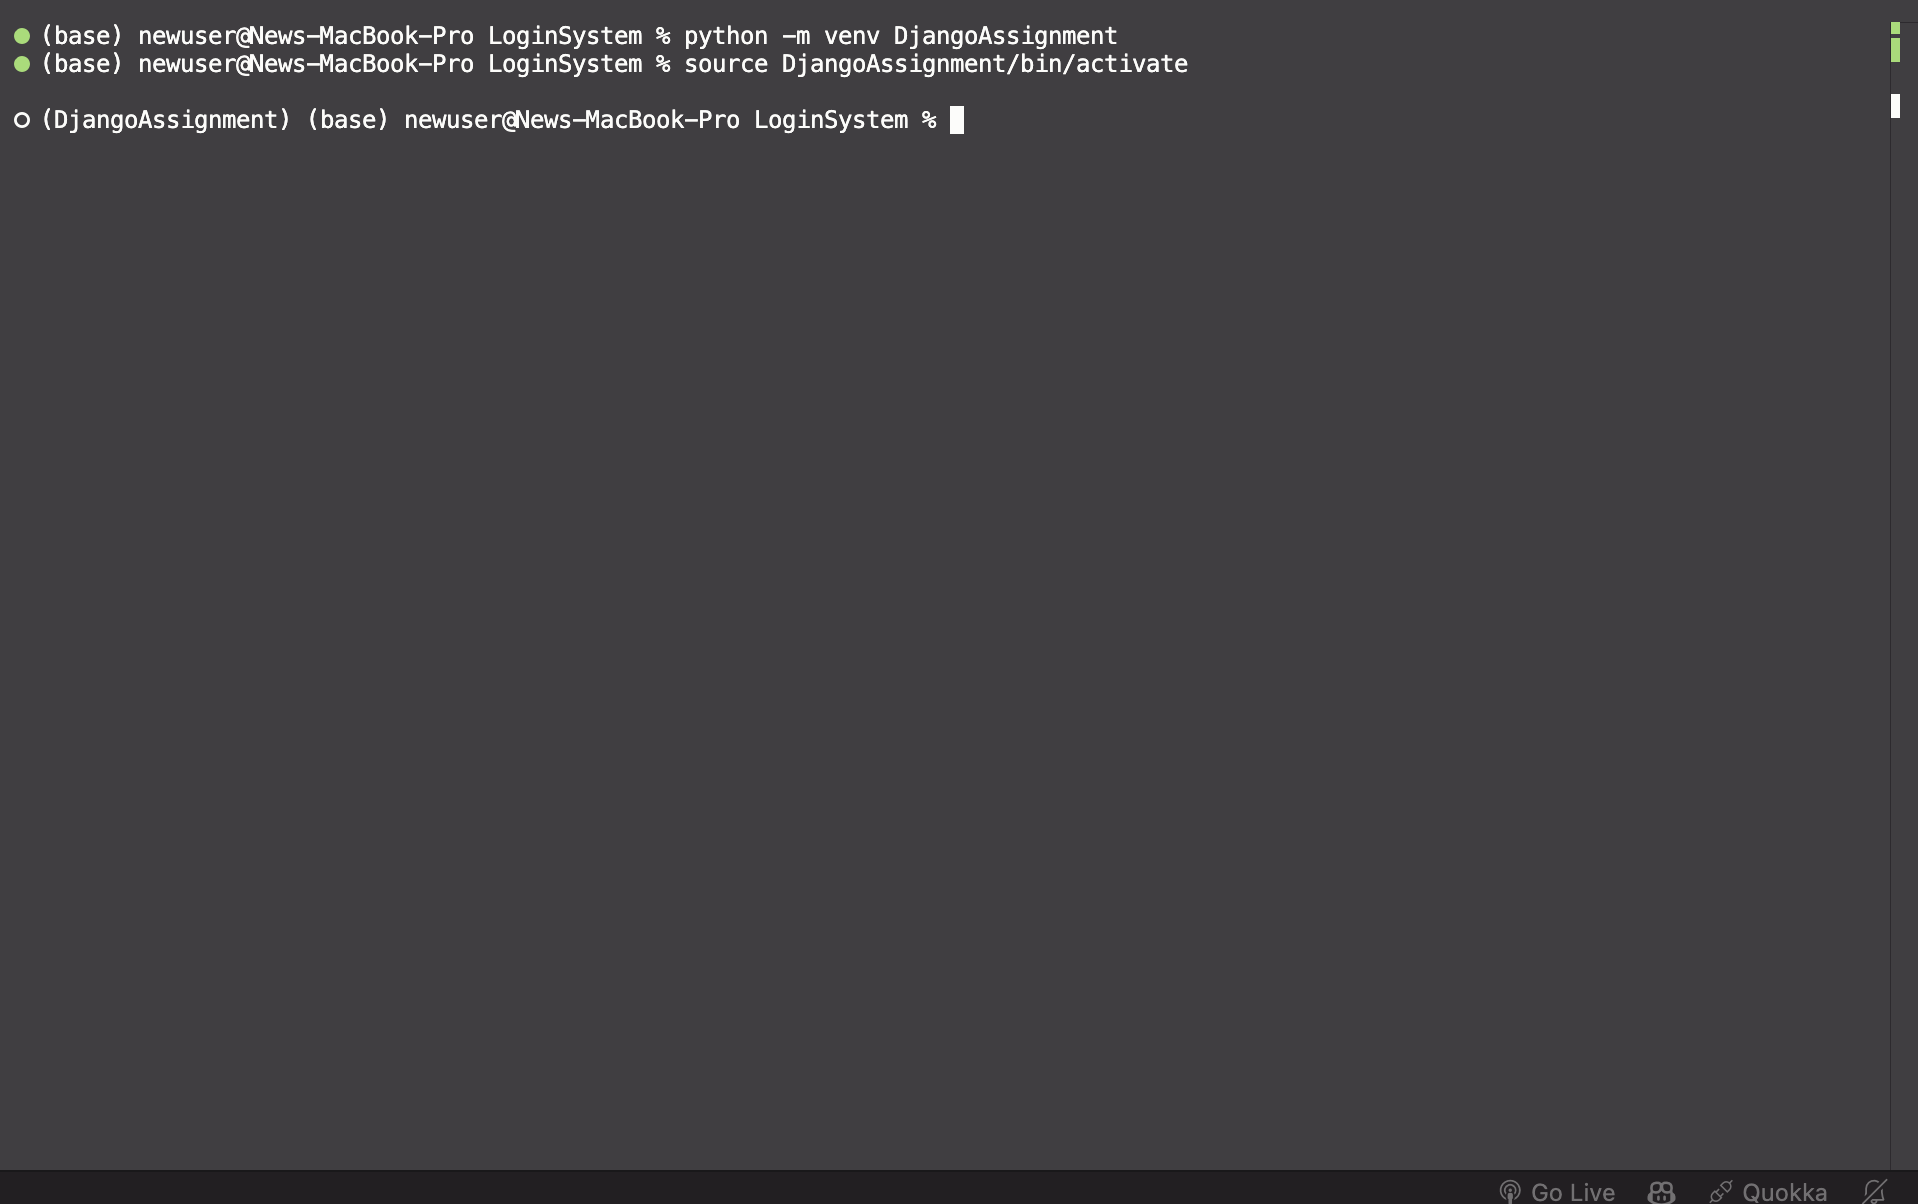 (base) newuser@News-MacBook-Pro LoginSystem % python -m venv DjangoAssignment
(base) newuser@News-MacBook-Pro LoginSystem % source DjangoAssignment/bin/activate
(DjangoAssignment) (base) newuser@News-MacBook-Pro LoginSystem %
Go Live Quokka